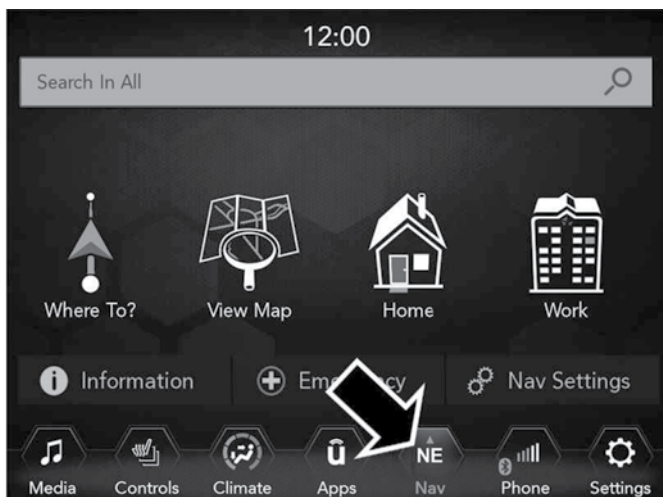 12:00
Search In All
Where To? View Map Home Work
Information Emergency Nav Settings
û NE
Media Controls Climate Apps Nav Phone Settings